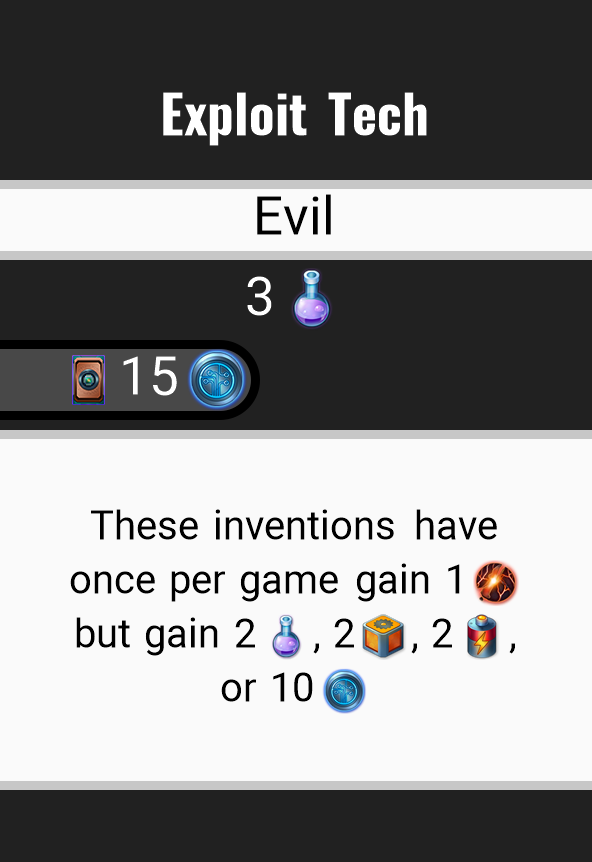 Exploit Tech
Evil
3
15
These inventions have
once per game gain 1
but gain 2 , 2 , 2 ,
or 10